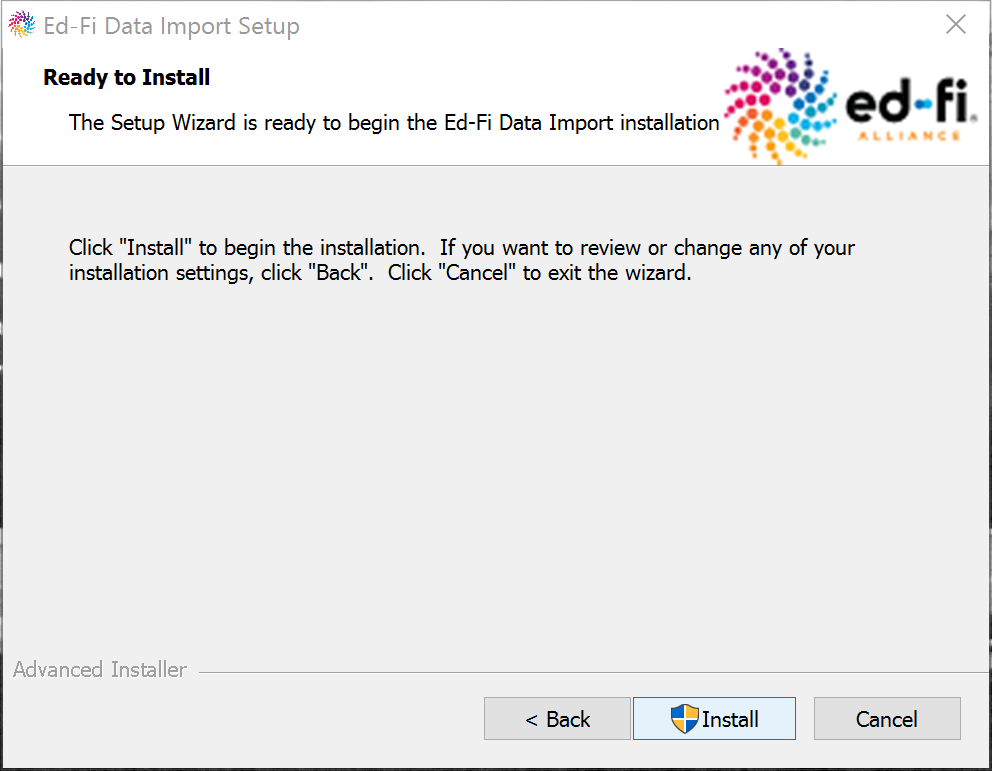 Ed-Fi Data Import Setup
Ready to Install
The Setup Wizard is ready to begin the Ed-Fi Data Import installation
ed-fi®
ALLIANCE
Click "Install" to begin the installation.  If you want to review or change any of your
installation settings, click "Back".  Click "Cancel" to exit the wizard.
Advanced Installer
< Back
Install
Cancel